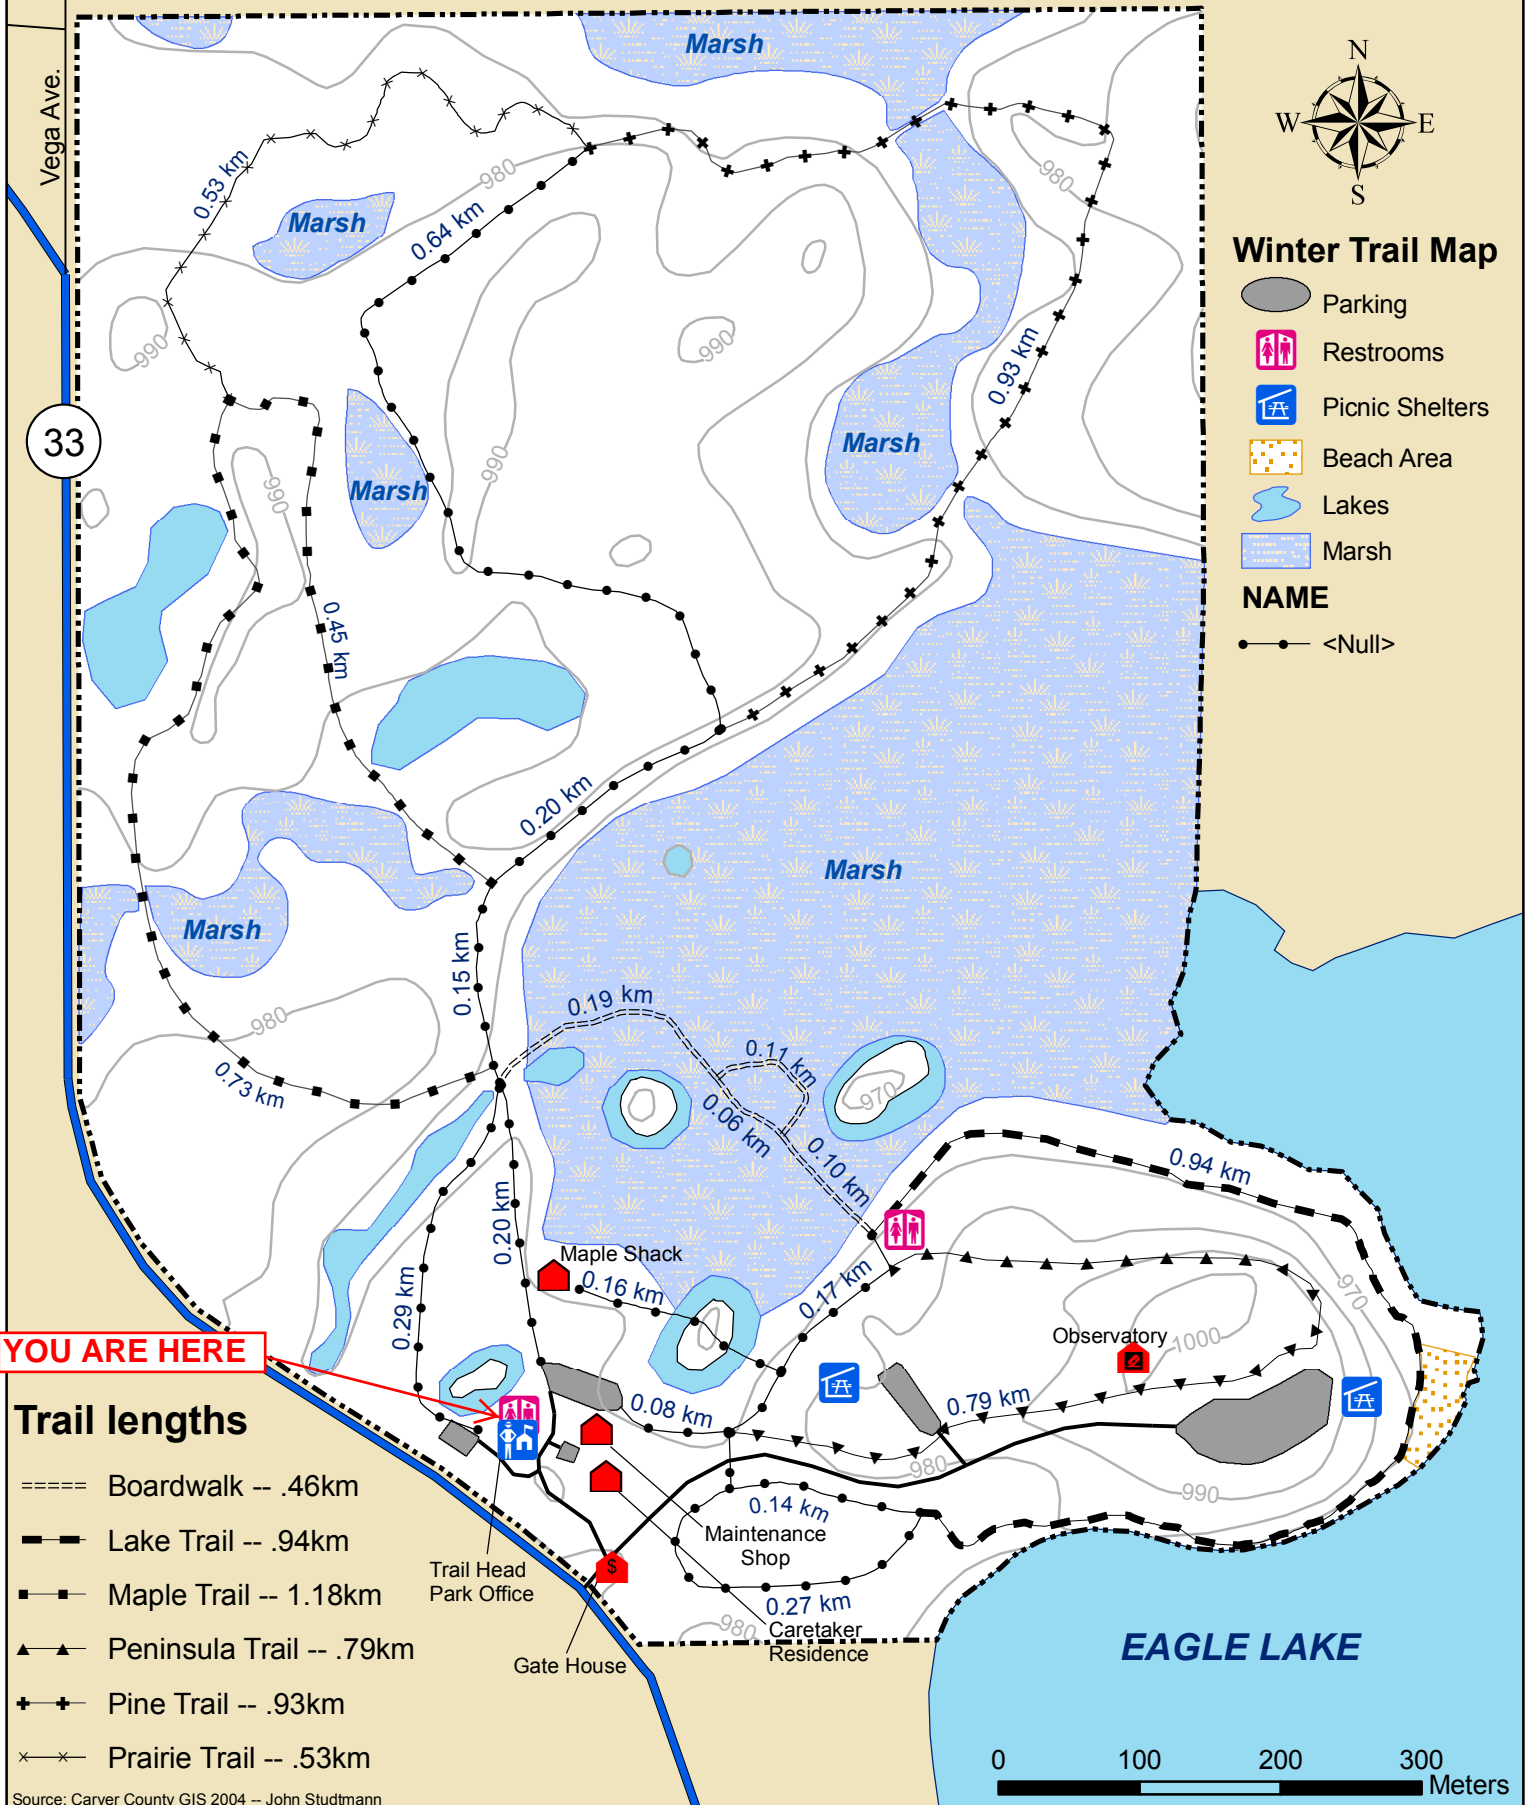 Vega Ave.
33
Marsh
Marsh
Marsh
Marsh
Marsh
Marsh
980
980
990
990
990
990
980
970
970
1000
980
990
980
0.53 km
0.64 km
0.93 km
0.45 km
0.20 km
0.15 km
0.73 km
0.19 km
0.11 km
0.06 km
0.10 km
0.94 km
0.20 km
0.29 km
Maple Shack
0.16 km
0.17 km
0.08 km
Observatory
0.79 km
0.14 km
0.27 km
Maintenance
Shop
Caretaker
Residence
Trail Head
Park Office
$
Gate House
EAGLE LAKE
YOU ARE HERE
N
W E
S
Winter Trail Map
Parking
Restrooms
Picnic Shelters
Beach Area
Lakes
Marsh
NAME
<Null>
Trail lengths
Boardwalk -- .46km
Lake Trail -- .94km
Maple Trail -- 1.18km
Peninsula Trail -- .79km
Pine Trail -- .93km
Prairie Trail -- .53km
Source: Carver County GIS 2004 -- John Studtmann
0 100 200 300
Meters